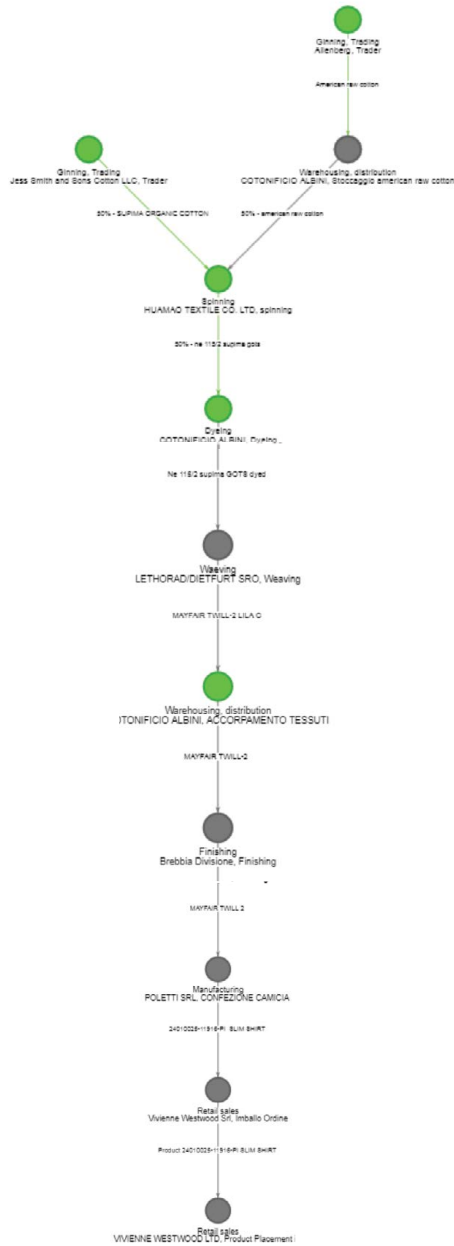 Ginning, Trading
Allenberg, Trader
American raw cotton
Ginning, Trading
Jess Smith and Sons Cotton LLC, Trader
Warehousing, distribution
COTONIFICIO ALBINI, Stoccaggio american raw cotton
50% - SUPIMA ORGANIC COTTON
50% - american raw cotton
Spinning
HUAMAO TEXTILE CO. LTD, spinning
50% - ne 115/2 supima gots
Dyeing
COTONIFICIO ALBINI, Dyeing
Ne 115/2 supima GOTS dyed
Weaving
LETHORAD/DIETFURT SRO, Weaving
MAYFAIR TWILL-2 LILA C
Warehousing, distribution
OTONIFICIO ALBINI, ACCORPAMENTO TESSUTI
MAYFAIR TWILL-2
Finishing
Brebbia Divisione, Finishing
MAYFAIR TWILL 2
Manufacturing
POLETTI SRL, CONFEZIONE CAMICIA
24010028-11918-FI SLIM SHIRT
Retail sales
Vivienne Westwood Srl, Imballo Ordine
Product 24010028-11918-FI SLIM SHIRT
Retail sales
VIVIENNE WESTWOOD LTD, Product Placement